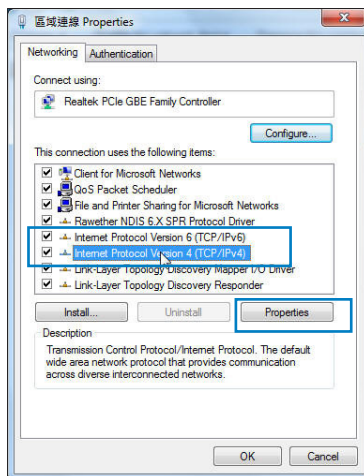 區域連線 Properties
Networking
Authentication
Connect using:
Realtek PCIe GBE Family Controller
Configure...
This connection uses the following items:
Client for Microsoft Networks
QoS Packet Scheduler
File and Printer Sharing for Microsoft Networks
Rawether NDIS 6.X SPR Protocol Driver
Internet Protocol Version 6 (TCP/IPv6)
Internet Protocol Version 4 (TCP/IPv4)
Link-Layer Topology Discovery Mapper I/O Driver
Link-Layer Topology Discovery Responder
Install...
Uninstall
Properties
Description
Transmission Control Protocol/Internet Protocol. The default
wide area network protocol that provides communication
across diverse interconnected networks.
OK
Cancel